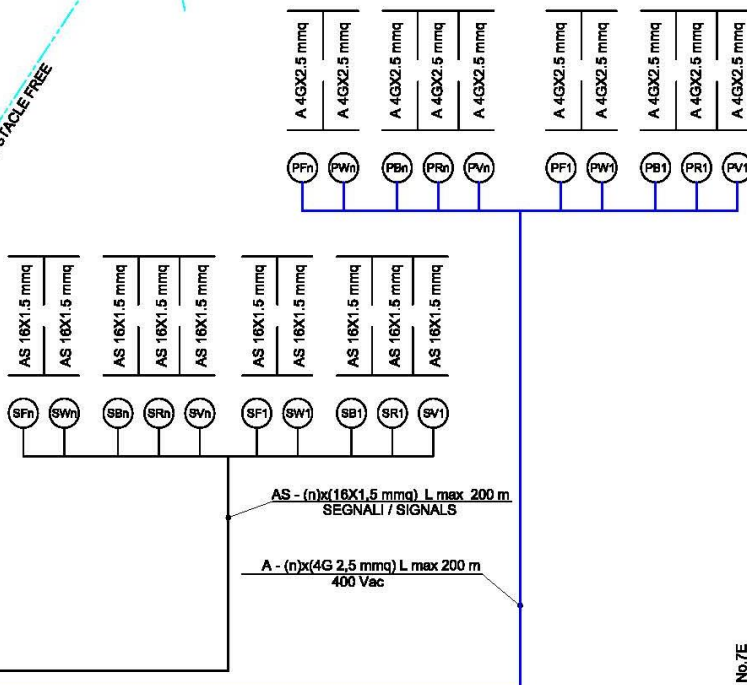 STACLE FREE
A 4GX2.5 mmq
A 4GX2.5 mmq
A 4GX2.5 mmq
A 4GX2.5 mmq
A 4GX2.5 mmq
A 4GX2.5 mmq
A 4GX2.5 mmq
A 4GX2.5 mmq
A 4GX2.5 mmq
A 4GX2.5 mmq
PFn PWn PBn PRn PVn PF1 PW1 PB1 PR1 PV1
AS 16X1.5 mmq
AS 16X1.5 mmq
AS 16X1.5 mmq
AS 16X1.5 mmq
AS 16X1.5 mmq
AS 16X1.5 mmq
AS 16X1.5 mmq
AS 16X1.5 mmq
AS 16X1.5 mmq
AS 16X1.5 mmq
SFn SWn SBn SRn SVn SF1 SW1 SB1 SR1 SV1
AS - (n)x(16X1,5 mmq) L max 200 m
SEGNALI / SIGNALS
A - (n)x(4G 2,5 mmq) L max 200 m
400 Vac
No.7E